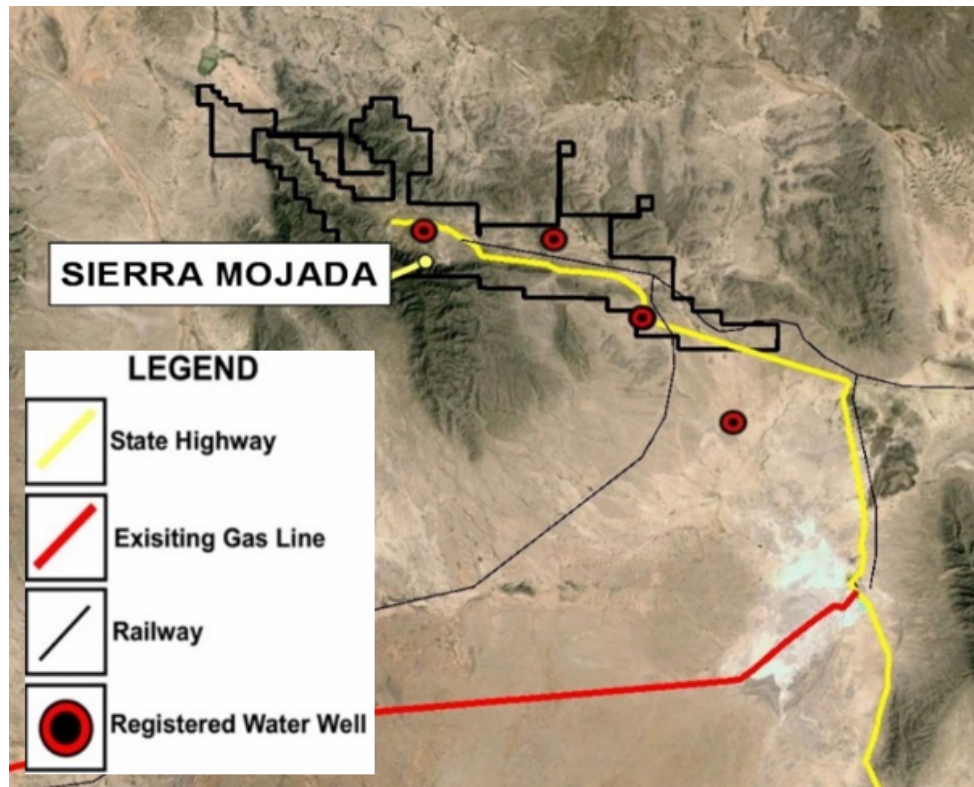 SIERRA MOJADA
LEGEND
State Highway
Exisiting Gas Line
Railway
Registered Water Well